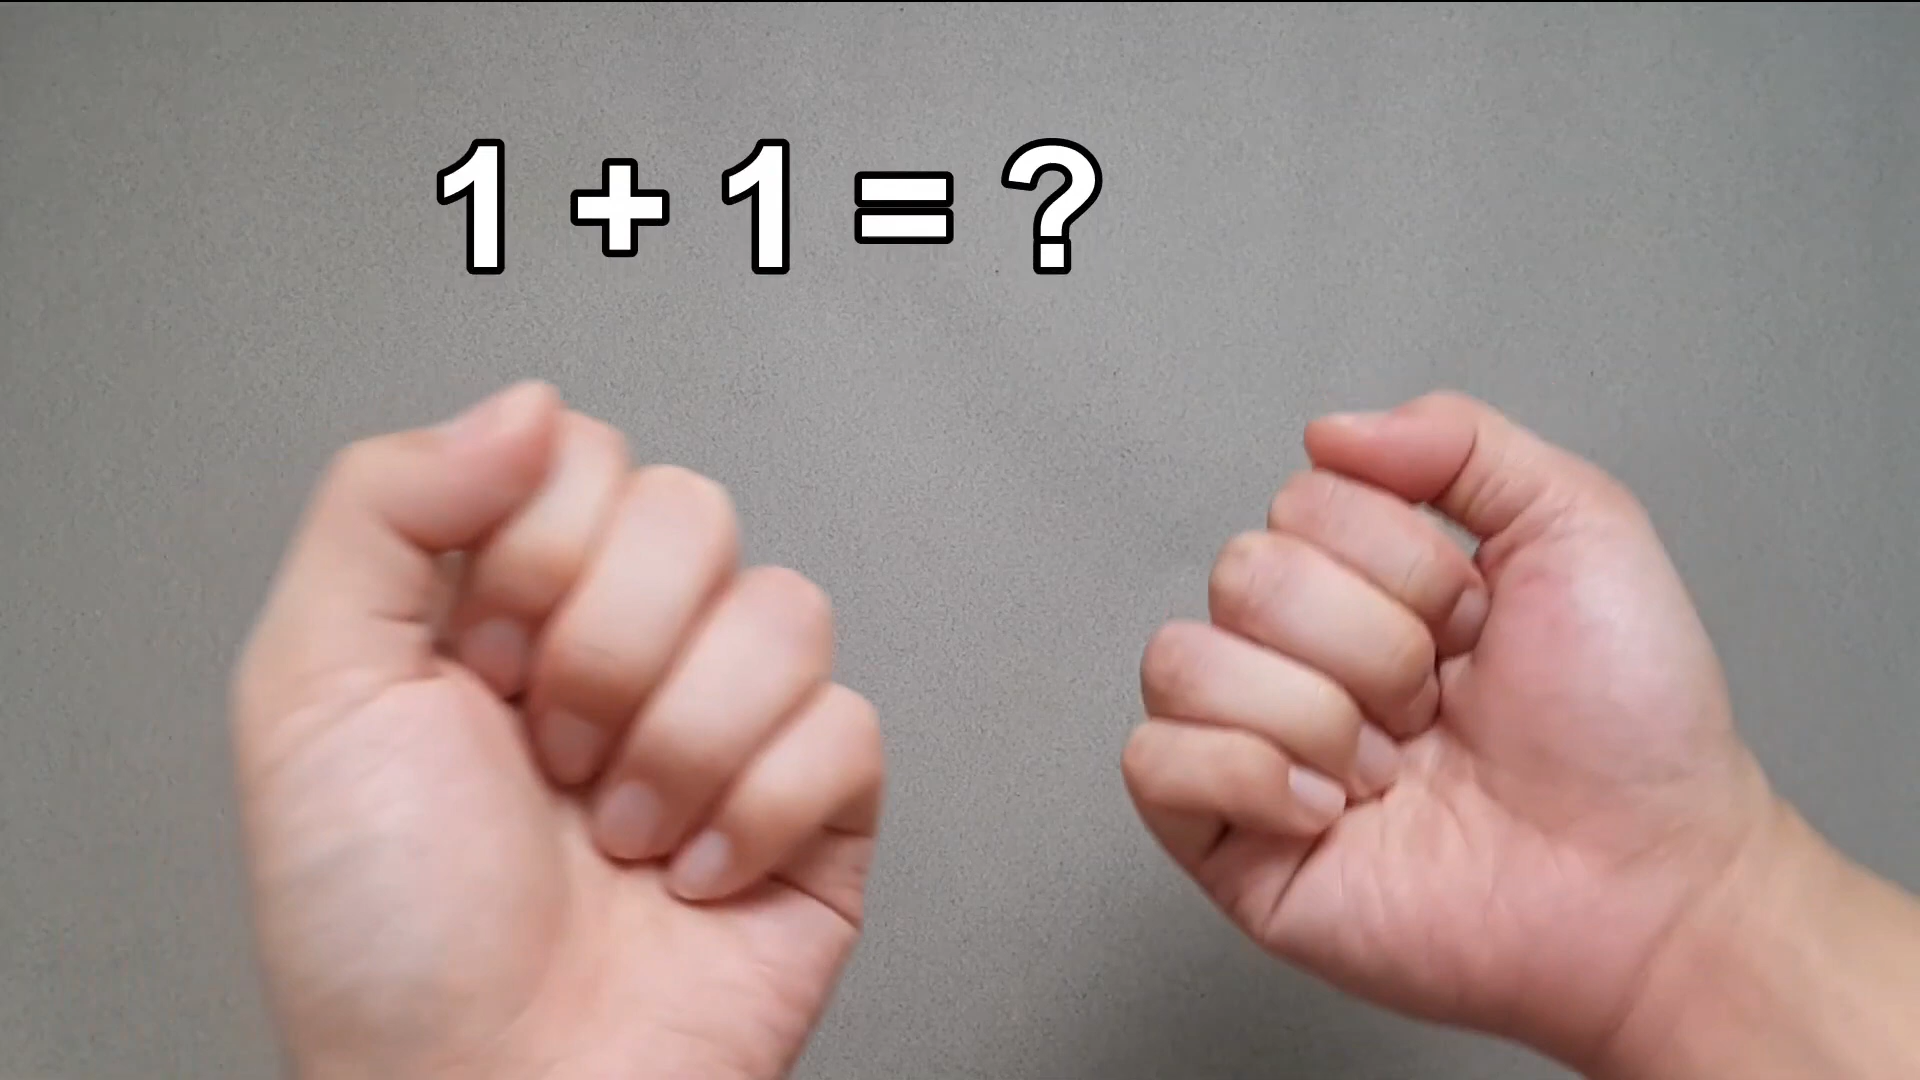 1 + 1 = ?